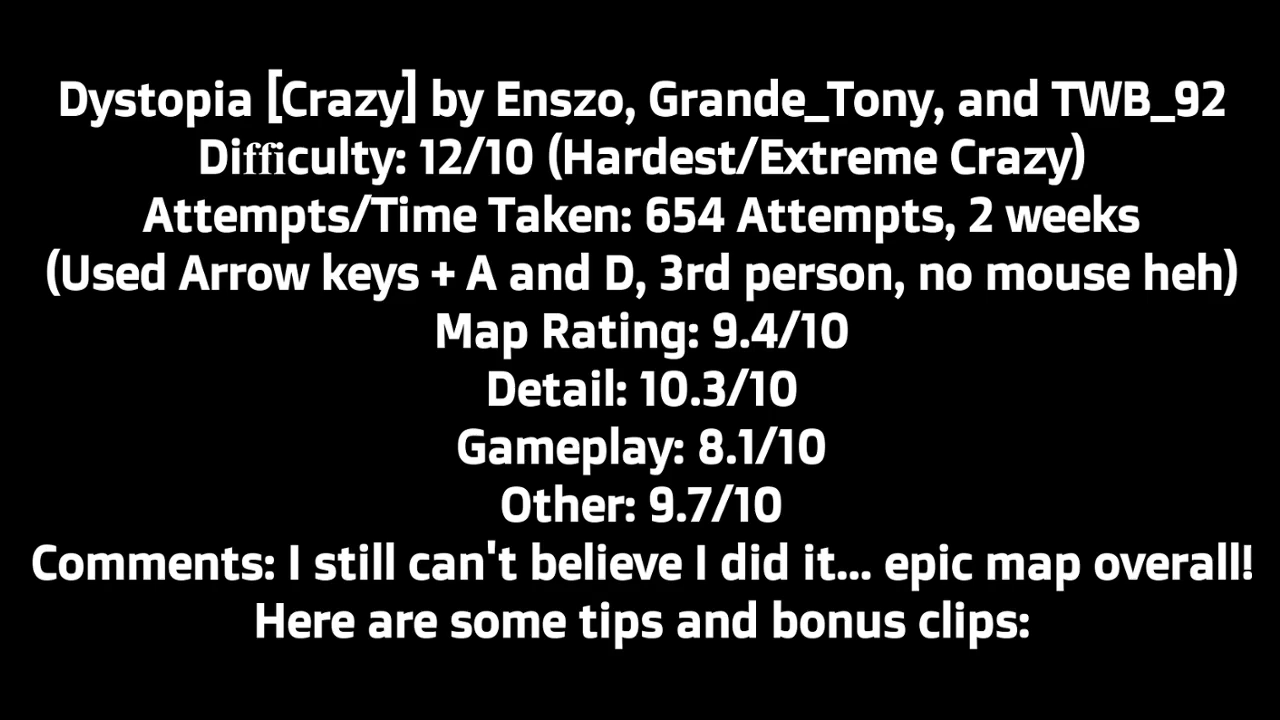 Dystopia [Crazy] by Enszo, Grande_Tony, and TWB_92
Difficulty: 12/10 (Hardest/Extreme Crazy)
Attempts/Time Taken: 654 Attempts, 2 weeks
(Used Arrow keys + A and D, 3rd person, no mouse heh)
Map Rating: 9.4/10
Detail: 10.3/10
Gameplay: 8.1/10
Other: 9.7/10
Comments: I still can't believe I did it... epic map overall!
Here are some tips and bonus clips: